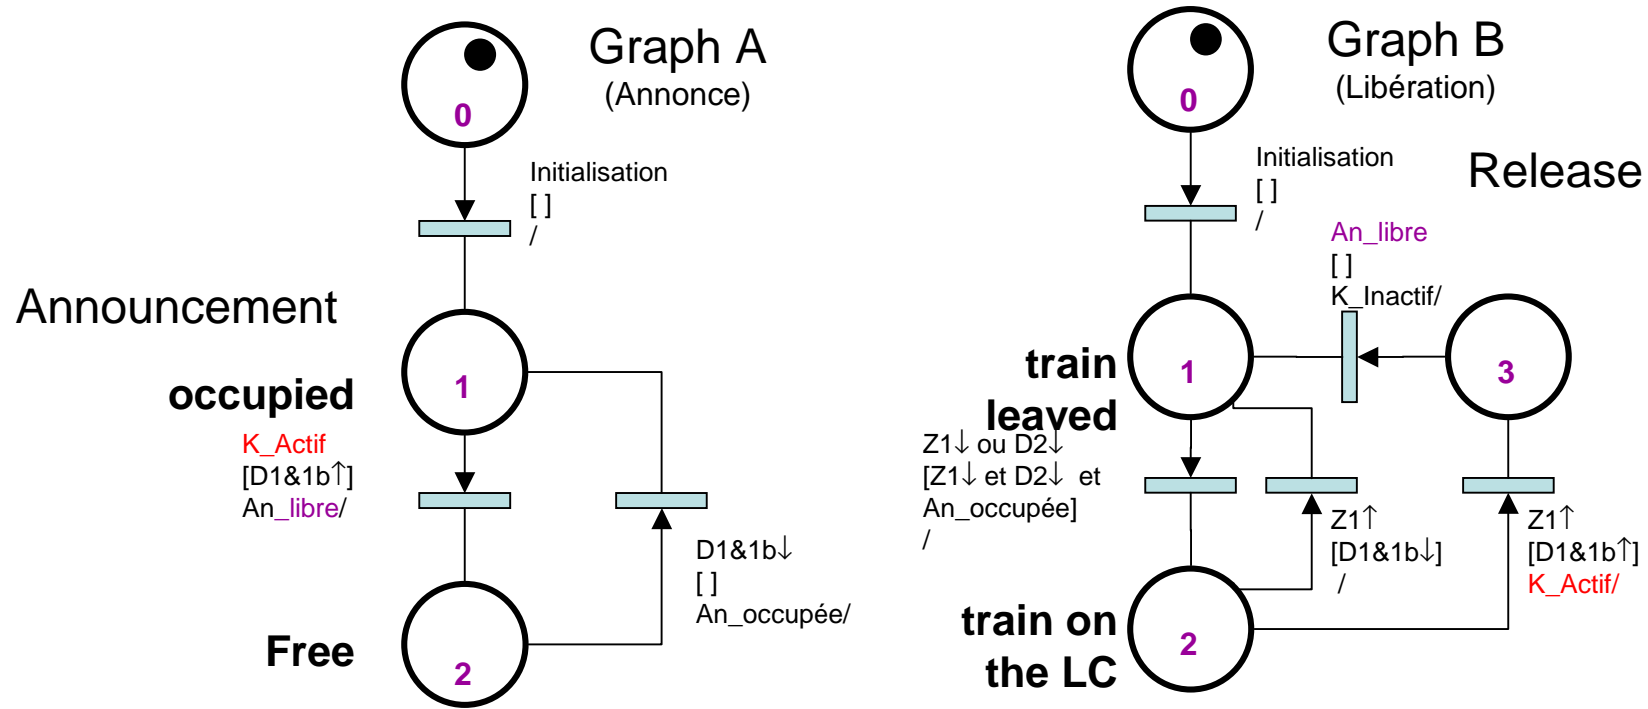 Graph A
(Annonce)
0
Initialisation
[ ]
/
Announcement
occupied
1
K_Actif
[D1&1b↑]
An_libre/
D1&1b↓
[ ]
An_occupée/
Free
2
Graph B
(Libération)
0
Initialisation
[ ]
/
Release
An_libre
[ ]
K_Inactif/
train
leaved
1
3
Z1↓ ou D2↓
[Z1↓ et D2↓ et
An_occupée]
/
Z1↑
[D1&1b↓]
/
Z1↑
[D1&1b↑]
K_Actif/
train on
the LC
2